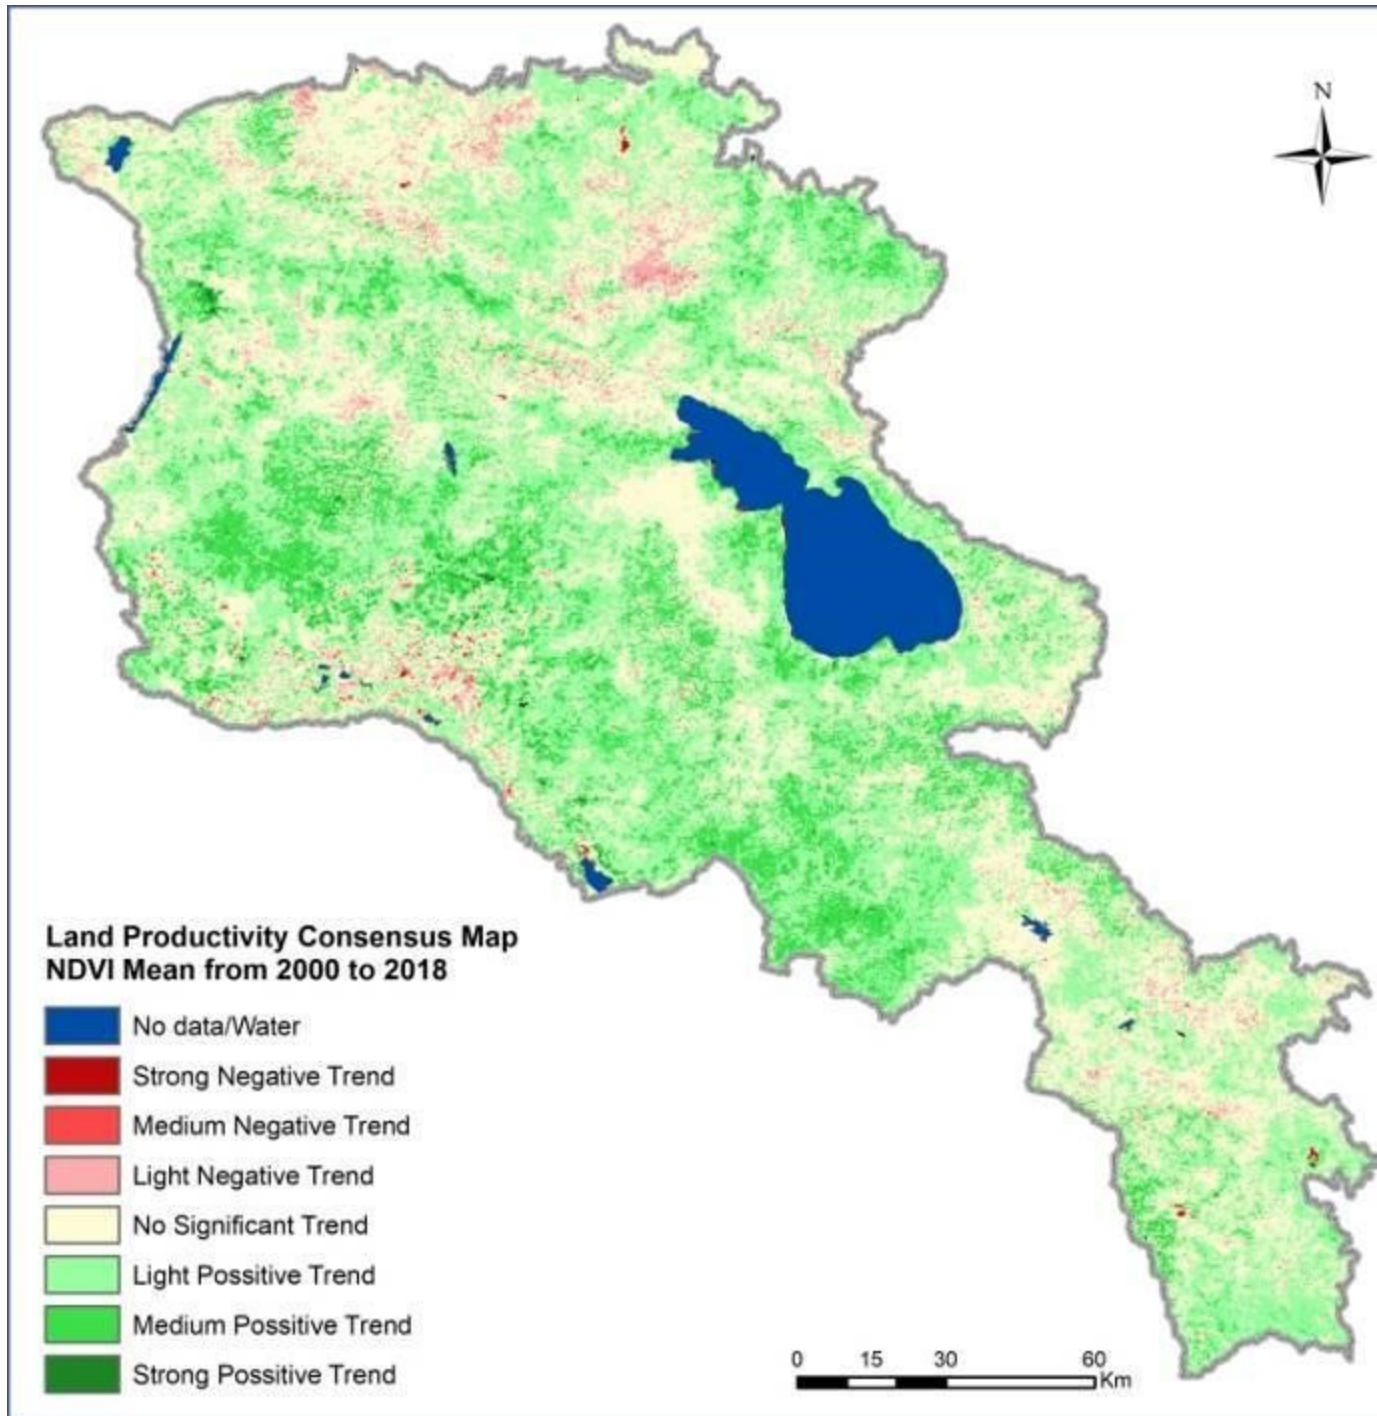 N
Land Productivity Consensus Map
NDVI Mean from 2000 to 2018
No data/Water
Strong Negative Trend
Medium Negative Trend
Light Negative Trend
No Significant Trend
Light Possitive Trend
Medium Possitive Trend
Strong Possitive Trend
0 15 30 60
Km